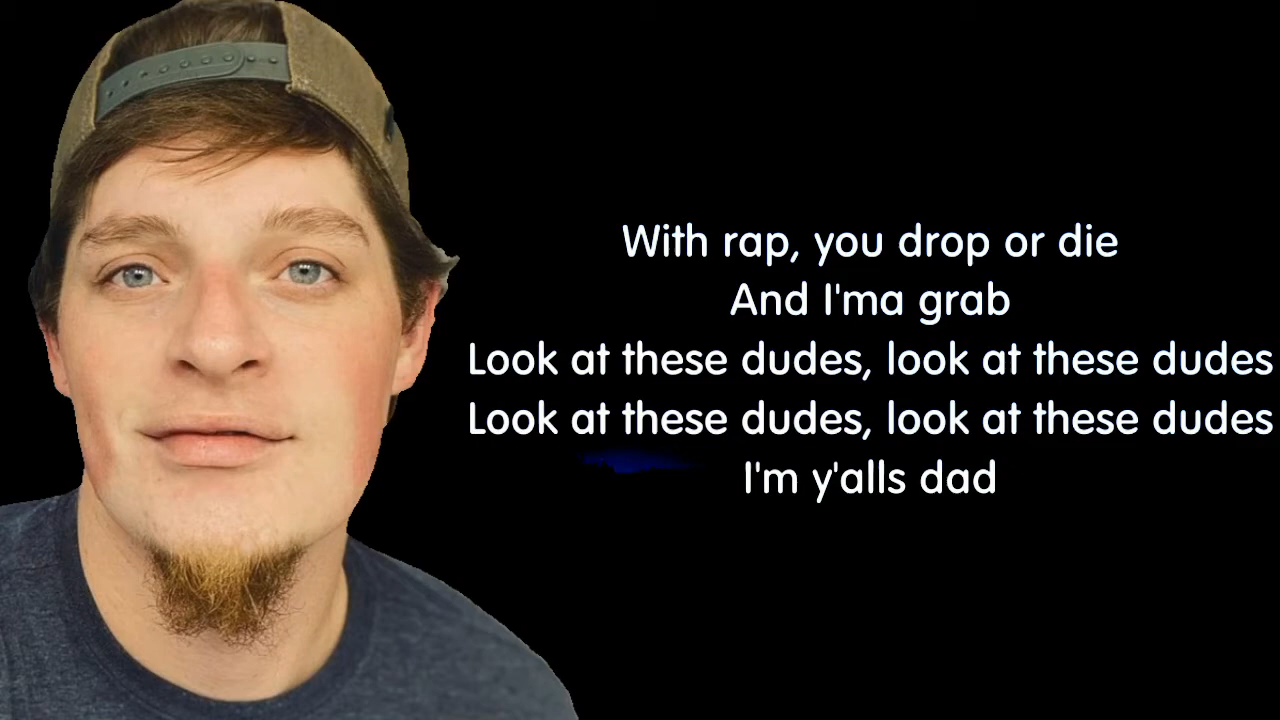 With rap, you drop or die
And I'ma grab
Look at these dudes, look at these dudes
Look at these dudes, look at these dudes
I'm y'alls dad